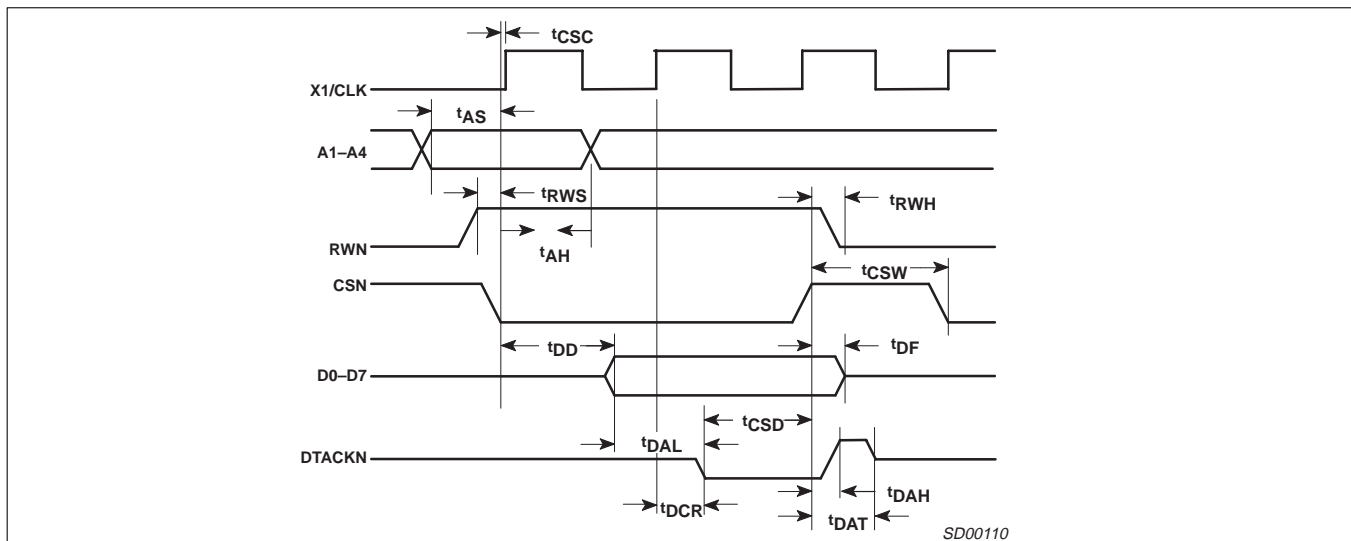 tCSC
X1/CLK
tAS
A1–A4
tRWS
tRWH
RWN
tAH
tCSW
CSN
tDD
tDF
D0–D7
tCSD
tDAL
DTACKN
tDAH
tDCR
tDAT
SD00110